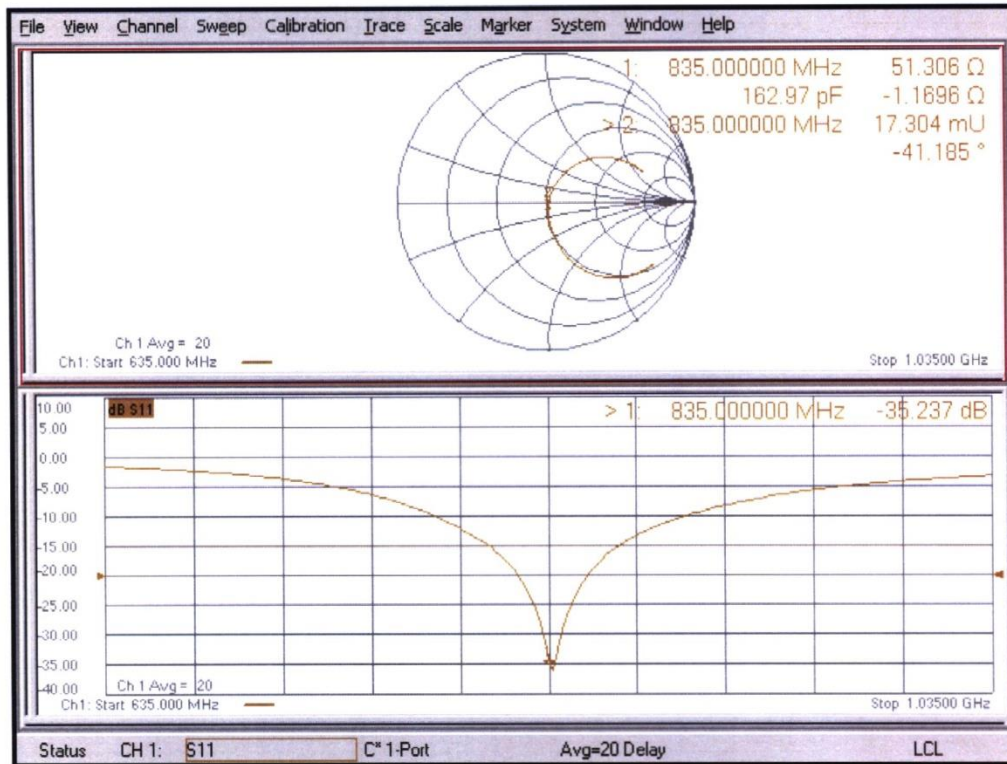 File View Channel Sweep Calibration Trace Scale Marker System Window Help
1: 835.000000 MHz 51.306 Ω
162.97 pF -1.1696 Ω
> 2: 835.000000 MHz 17.304 mU
-41.185 °
Ch 1 Avg = 20
Ch1: Start 635.000 MHz Stop 1.03500 GHz
10.00 dB S11 > 1: 835.000000 MHz -35.237 dB
5.00
0.00
-5.00
-10.00
-15.00
-20.00
-25.00
-30.00
-35.00
-40.00
Ch 1 Avg = 20
Ch1: Start 635.000 MHz Stop 1.03500 GHz
Status CH 1: S11 C* 1-Port Avg=20 Delay LCL